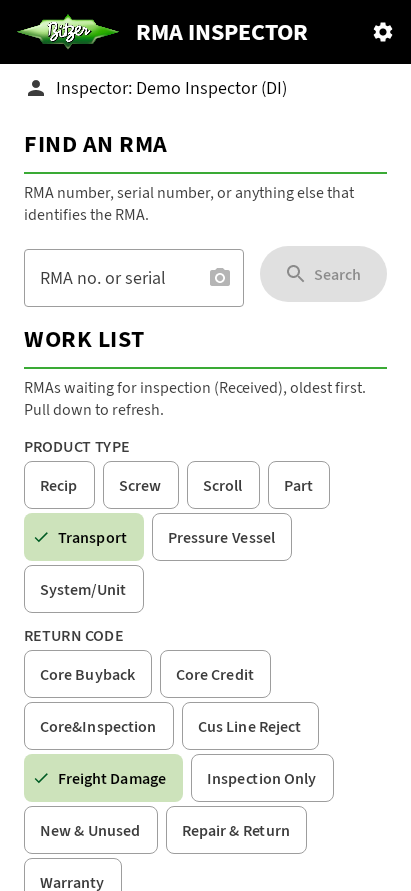 Bitzer RMA INSPECTOR
Inspector: Demo Inspector (DI)
FIND AN RMA
RMA number, serial number, or anything else that
identifies the RMA.
RMA no. or serial Search
WORK LIST
RMAs waiting for inspection (Received), oldest first.
Pull down to refresh.
PRODUCT TYPE
Recip Screw Scroll Part
Transport Pressure Vessel
System/Unit
RETURN CODE
Core Buyback Core Credit
Core&Inspection Cus Line Reject
Freight Damage Inspection Only
New & Unused Repair & Return
Warranty